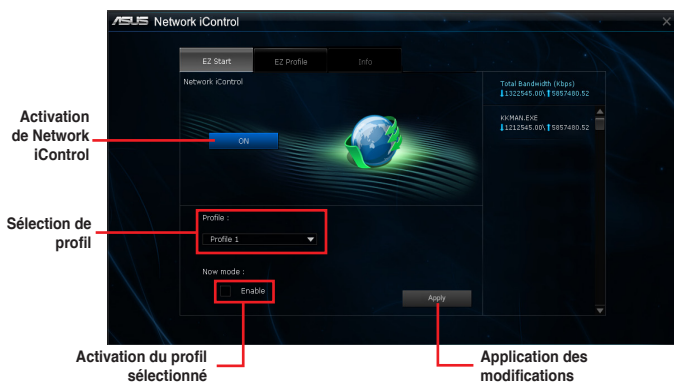 ASUS Network iControl
EZ Start
EZ Profile
Info
Network iControl
ON
Total Bandwidth (Kbps)
⬇1322545.00\⬆5857480.52
KKMAN.EXE
⬇1212545.00\⬆5857480.52
Profile :
Profile 1
Now mode :
Enable
Apply
Activation
de Network
iControl
Sélection de
profil
Activation du profil
sélectionné
Application des
modifications